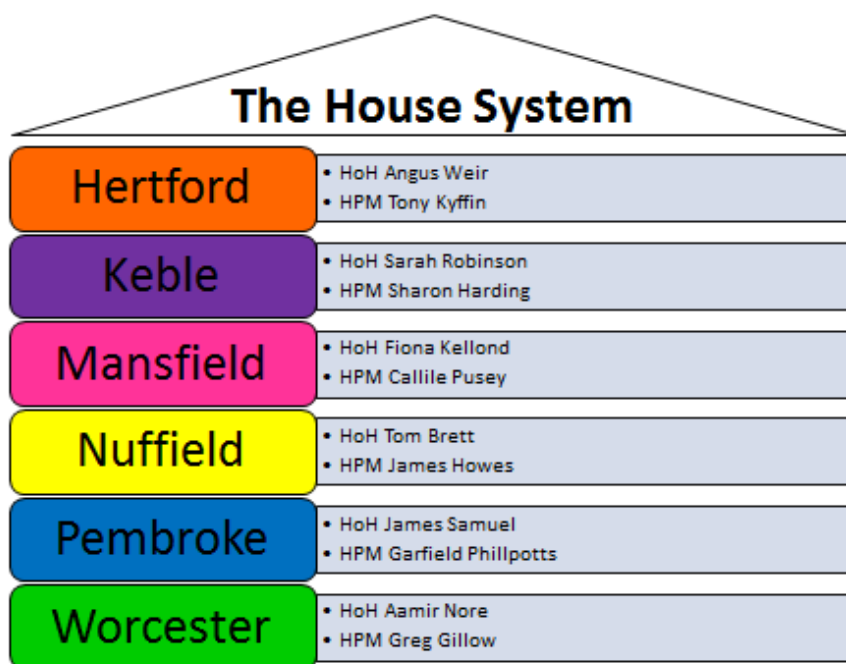 The House System
Hertford
• HoH Angus Weir
• HPM Tony Kyffin
Keble
• HoH Sarah Robinson
• HPM Sharon Harding
Mansfield
• HoH Fiona Kellond
• HPM Callile Pusey
Nuffield
• HoH Tom Brett
• HPM James Howes
Pembroke
• HoH James Samuel
• HPM Garfield Phillpotts
Worcester
• HoH Aamir Nore
• HPM Greg Gillow